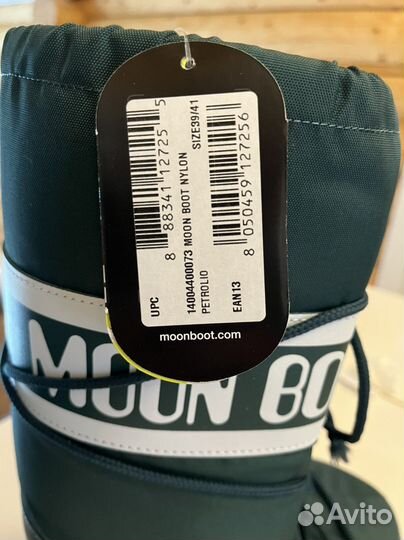 8 88341 12725 5
UPC
14004400073 MOON BOOT NYLON
SIZE39/41
PETROLIO
8 050459 127256
EAN13
moonboot.com
MOON BO
Avito